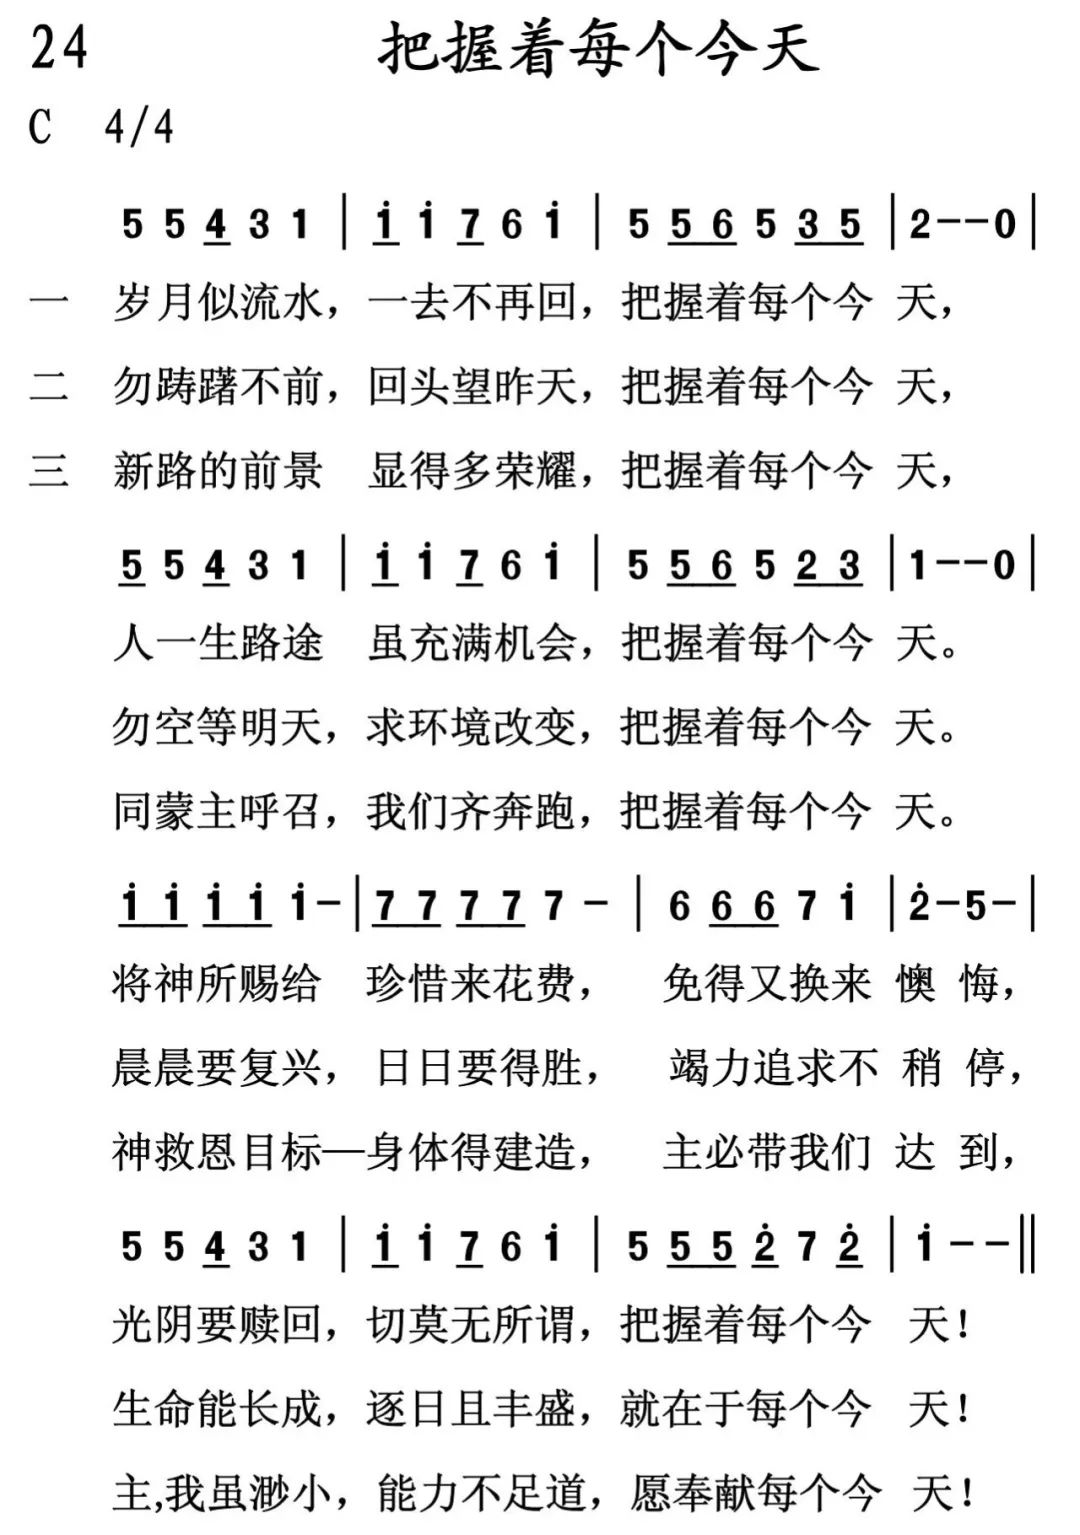 24 把握着每个今天
C 4/4
5 5 4 3 1 | i i 7 6 i | 5 5 6 5 3 5 | 2--0 |
一 岁月似流水，一去不再回，把握着每个今 天，
二 勿踌躇不前，回头望昨天，把握着每个今 天，
三 新路的前景 显得多荣耀，把握着每个今 天，
5 5 4 3 1 | i i 7 6 i | 5 5 6 5 2 3 | 1--0 |
人一生路途 虽充满机会，把握着每个今 天。
勿空等明天，求环境改变，把握着每个今 天。
同蒙主呼召，我们齐奔跑，把握着每个今 天。
i i i i i- | 7 7 7 7 7 - | 6 6 6 7 i | 2̇-5- |
将神所赐给 珍惜来花费， 免得又换来 懊 悔，
晨晨要复兴，日日要得胜， 竭力追求不 稍 停，
神救恩目标—身体得建造， 主必带我们 达 到，
5 5 4 3 1 | i i 7 6 i | 5 5 5 2̇ 7 2̇ | i - - ||
光阴要赎回，切莫无所谓，把握着每个今 天！
生命能长成，逐日且丰盛，就在于每个今 天！
主,我虽渺小，能力不足道，愿奉献每个今 天！